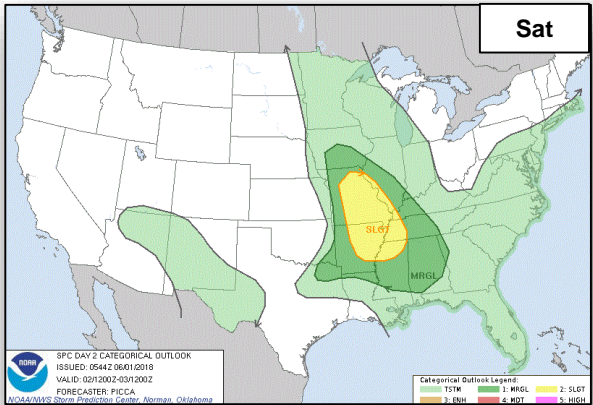 Sat
SLGT
MRGL
NOAA
SPC DAY 2 CATEGORICAL OUTLOOK
ISSUED: 0544Z 06/01/2018
VALID: 02/1200Z-03/1200Z
FORECASTER: PICCA
NOAA/NWS Storm Prediction Center, Norman, Oklahoma
Categorical Outlook Legend:
TSTM 1: MRGL 2: SLGT
3: ENH 4: MDT 5: HIGH